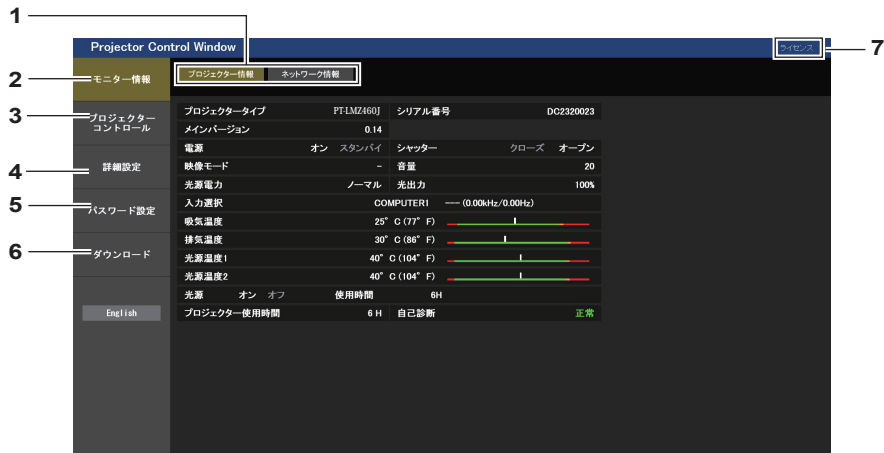 1
Projector Control Window
ライセンス
7
2
モニター情報
プロジェクター情報 ネットワーク情報
3
プロジェクター
コントロール
4
詳細設定
5
パスワード設定
6
ダウンロード
English
プロジェクタータイプ PT-LMZ460J シリアル番号 DC2320023
メインバージョン 0.14
電源 オン スタンバイ シャッター クローズ オープン
映像モード – 音量 20
光源電力 ノーマル 光出力 100%
入力選択 COMPUTER1 ––– (0.00kHz/0.00Hz)
吸気温度 25° C (77° F)
排気温度 30° C (86° F)
光源温度1 40° C (104° F)
光源温度2 40° C (104° F)
光源 オン オフ 使用時間 6H
プロジェクター使用時間 6 H 自己診断 正常